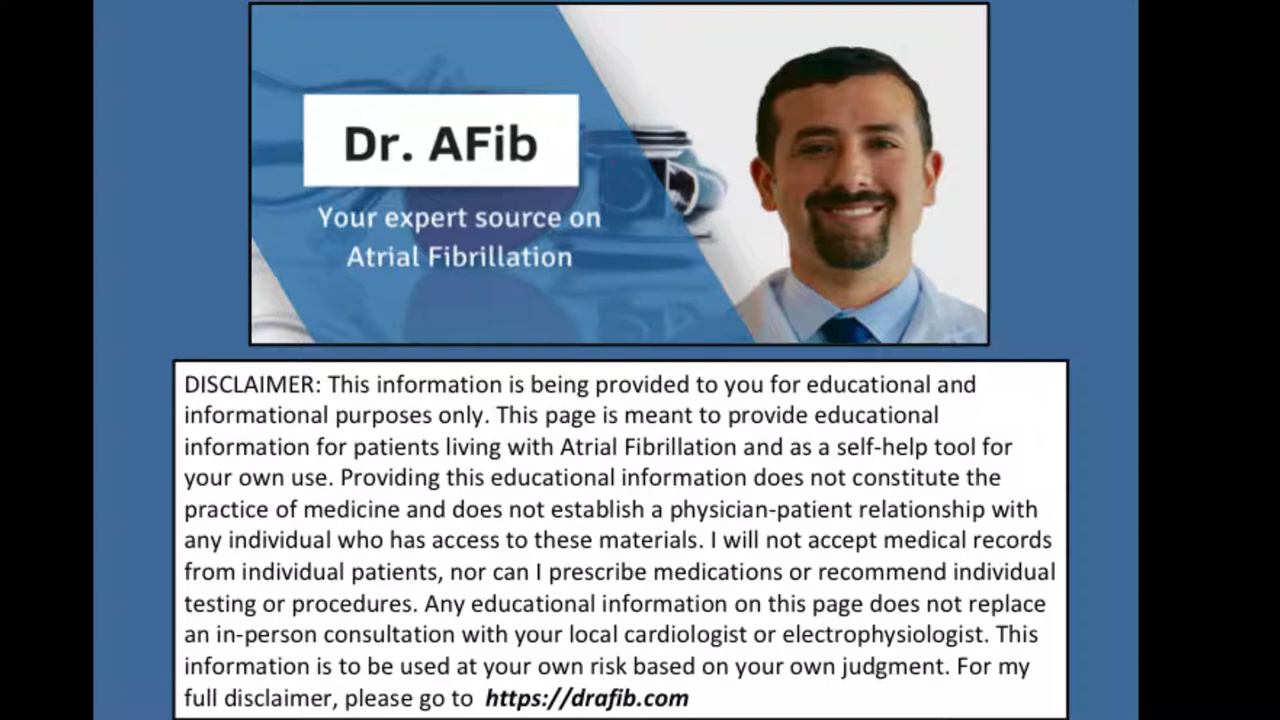 Dr. AFib
Your expert source on
Atrial Fibrillation
DISCLAIMER: This information is being provided to you for educational and
informational purposes only. This page is meant to provide educational
information for patients living with Atrial Fibrillation and as a self-help tool for
your own use. Providing this educational information does not constitute the
practice of medicine and does not establish a physician-patient relationship with
any individual who has access to these materials. I will not accept medical records
from individual patients, nor can I prescribe medications or recommend individual
testing or procedures. Any educational information on this page does not replace
an in-person consultation with your local cardiologist or electrophysiologist. This
information is to be used at your own risk based on your own judgment. For my
full disclaimer, please go to https://drafib.com